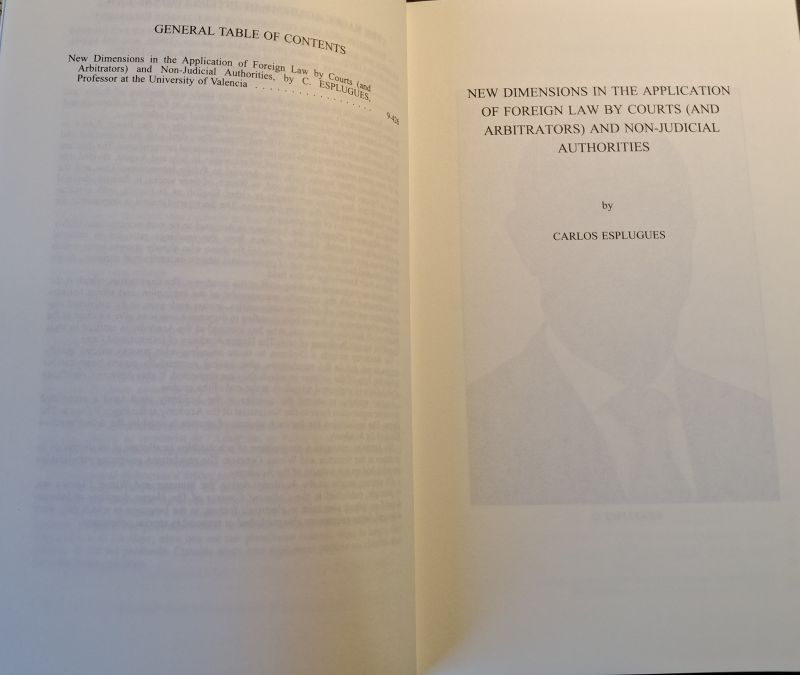 GENERAL TABLE OF CONTENTS
New Dimensions in the Application of Foreign Law by Courts (and
Arbitrators) and Non-Judicial Authorities, by C. ESPLUGUES,
Professor at the University of Valencia . . . . . . . . . . . . . . . . . .
9-426
NEW DIMENSIONS IN THE APPLICATION
OF FOREIGN LAW BY COURTS (AND
ARBITRATORS) AND NON-JUDICIAL
AUTHORITIES
by
CARLOS ESPLUGUES